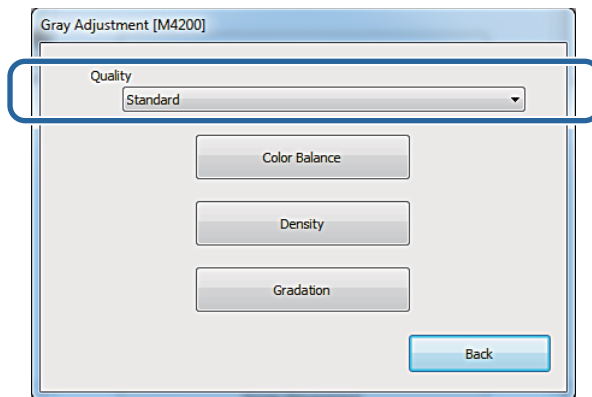 Gray Adjustment [M4200]
Quality
Standard
Color Balance
Density
Gradation
Back